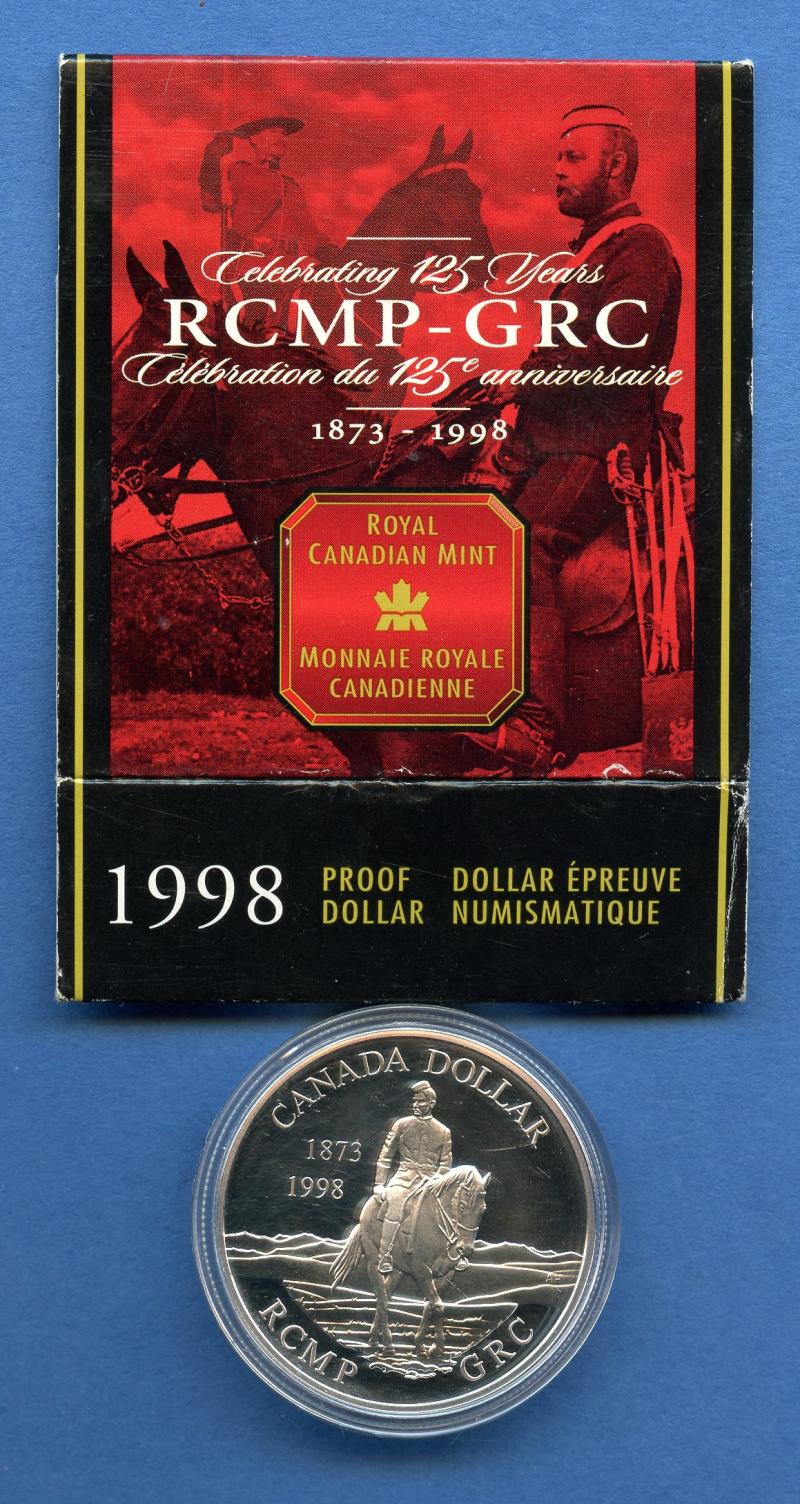 Celebrating 125 Years
RCMP-GRC
Célébration du 125e anniversaire
1873 - 1998
ROYAL
CANADIAN MINT
MONNAIE ROYALE
CANADIENNE
1998
PROOF DOLLAR
DOLLAR ÉPREUVE NUMISMATIQUE
CANADA DOLLAR
1873
1998
RCMP GRC